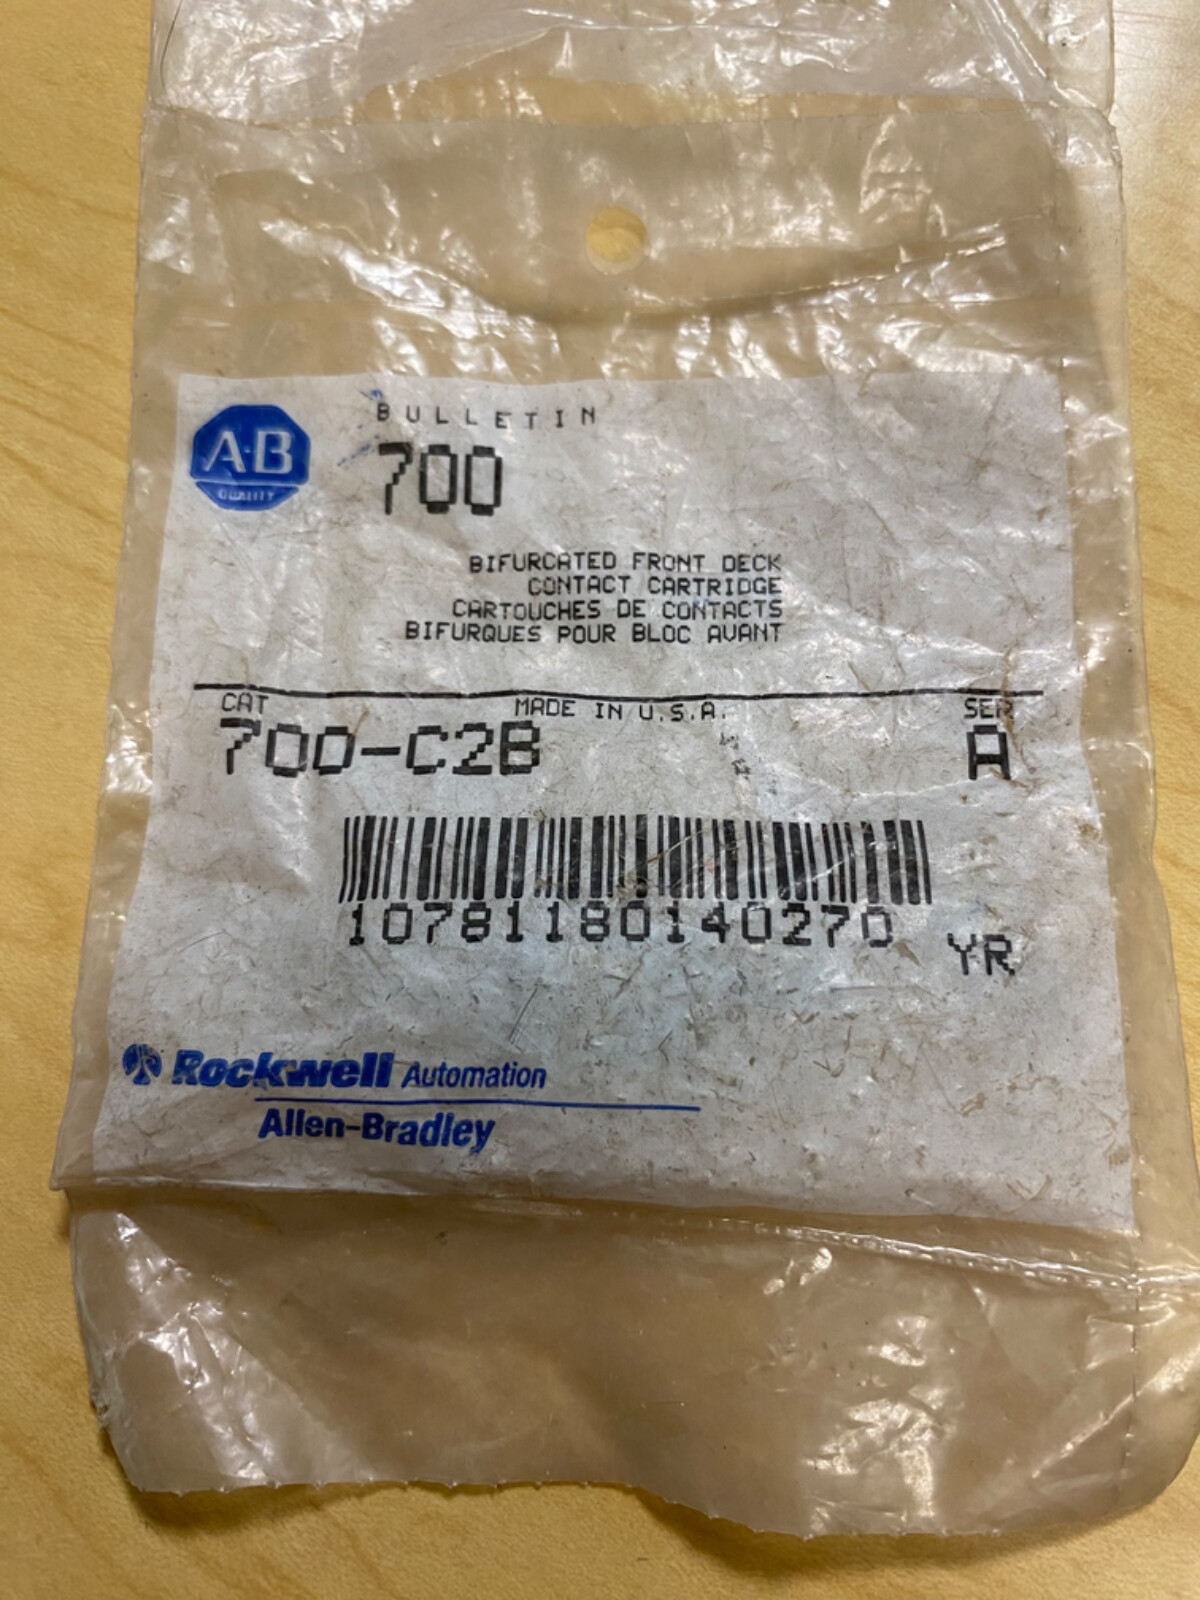 A·B
QUALITY
BULLETIN
700
BIFURCATED FRONT DECK
CONTACT CARTRIDGE
CARTOUCHES DE CONTACTS
BIFURQUES POUR BLOC AVANT
CAT MADE IN U.S.A. SER
700-C2B A
10781180140270
YR
Rockwell Automation
Allen-Bradley